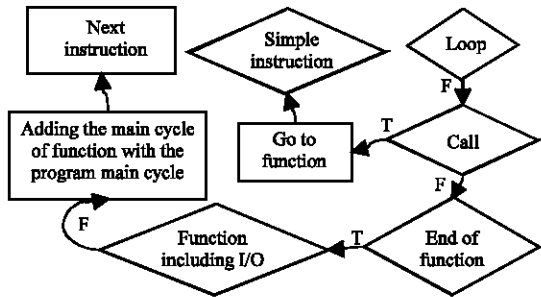 Next
instruction
Simple
instruction
Loop
F
Adding the main cycle
of function with the
program main cycle
Go to
function
T
Call
F
F
Function
including I/O
T
End of
function